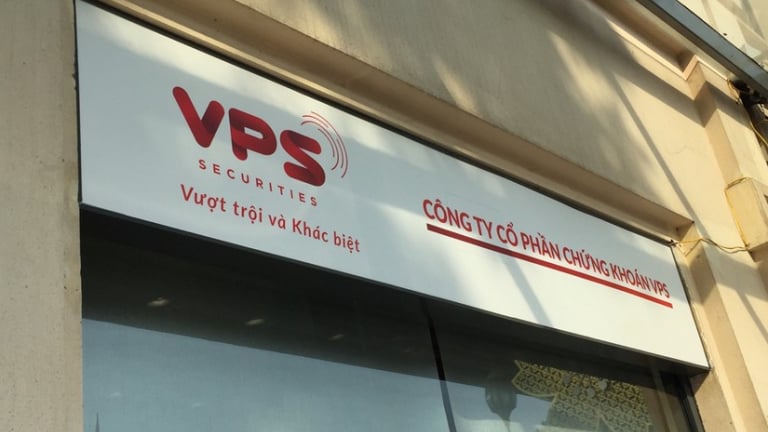 VPS
SECURITIES
Vượt trội và Khác biệt
CÔNG TY CỔ PHẦN CHỨNG KHOÁN VPS